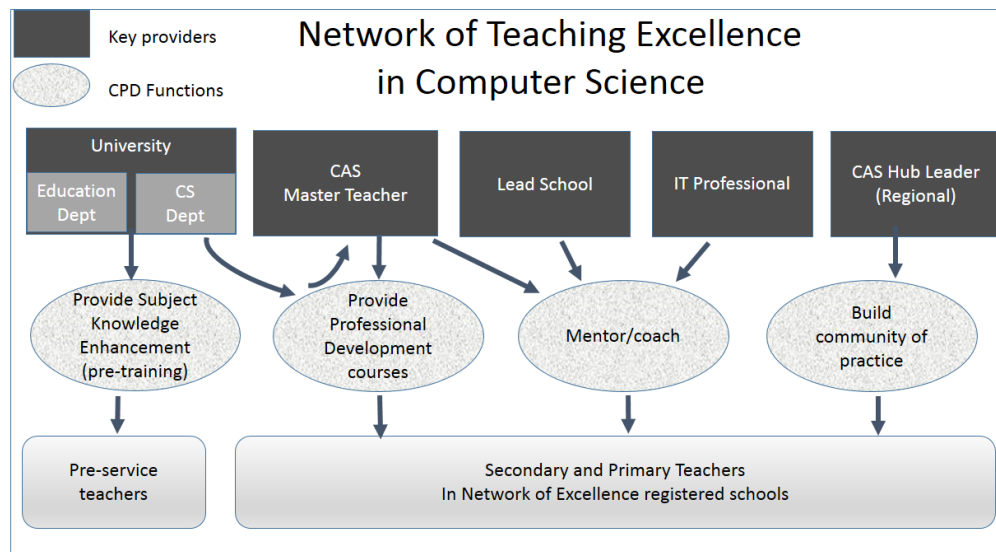 Key providers
CPD Functions
Network of Teaching Excellence
in Computer Science
University
Education
Dept
CS
Dept
CAS
Master Teacher
Lead School
IT Professional
CAS Hub Leader
(Regional)
Provide Subject
Knowledge
Enhancement
(pre-training)
Provide
Professional
Development
courses
Mentor/coach
Build
community of
practice
Pre-service
teachers
Secondary and Primary Teachers
In Network of Excellence registered schools